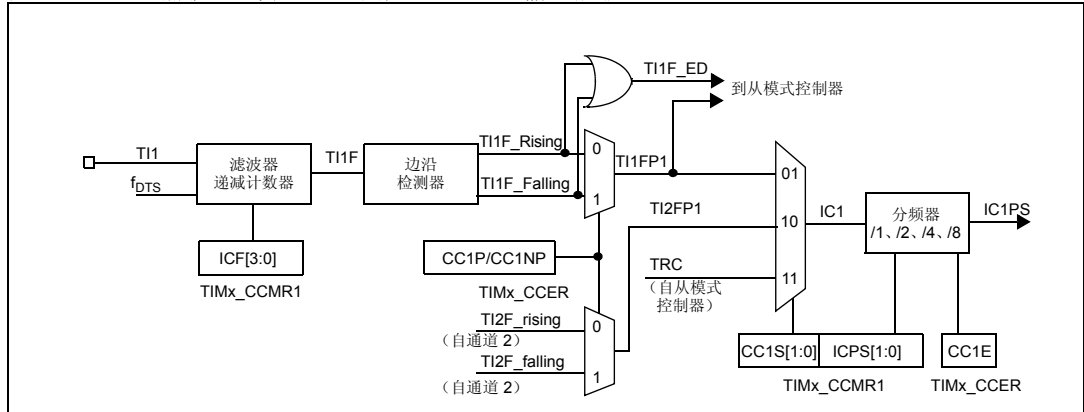 TI1F_ED
到从模式控制器
TI1
f_DTS
滤波器
递减计数器
TI1F
边沿
检测器
TI1F_Rising
TI1F_Falling
0
1
TI1FP1
01
TI2FP1
10
IC1
分频器
/1、/2、/4、/8
IC1PS
ICF[3:0]
TIMx_CCMR1
CC1P/CC1NP
TIMx_CCER
TRC
（自从模式
控制器）
11
TI2F_rising
（自通道 2）
0
TI2F_falling
（自通道 2）
1
CC1S[1:0]
ICPS[1:0]
CC1E
TIMx_CCMR1
TIMx_CCER